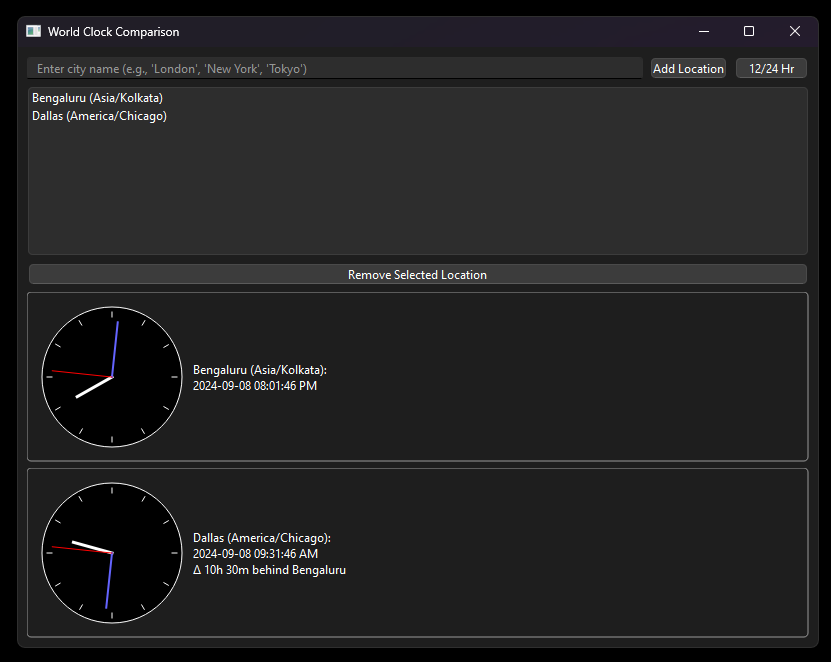 World Clock Comparison
Enter city name (e.g., 'London', 'New York', 'Tokyo')
Add Location
12/24 Hr
Bengaluru (Asia/Kolkata)
Dallas (America/Chicago)
Remove Selected Location
Bengaluru (Asia/Kolkata):
2024-09-08 08:01:46 PM
Dallas (America/Chicago):
2024-09-08 09:31:46 AM
Δ 10h 30m behind Bengaluru